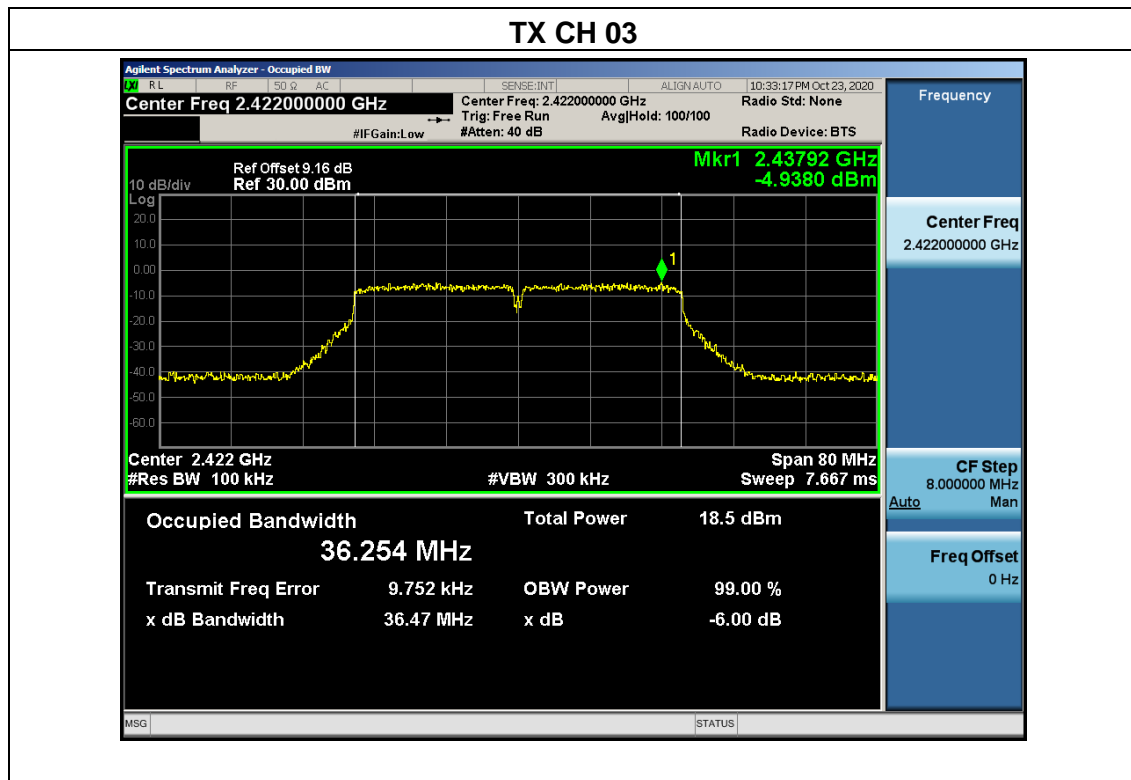 TX CH 03
Agilent Spectrum Analyzer - Occupied BW
LXI RL RF 50 Ω AC SENSE:INT ALIGN AUTO 10:33:17 PM Oct 23, 2020
Center Freq 2.422000000 GHz
Center Freq: 2.422000000 GHz
Radio Std: None
Trig: Free Run Avg|Hold: 100/100
#IFGain:Low #Atten: 40 dB Radio Device: BTS
Mkr1 2.43792 GHz
-4.9380 dBm
Ref Offset 9.16 dB
10 dB/div Ref 30.00 dBm
Log
20.0
10.0
0.00
-10.0
-20.0
-30.0
-40.0
-50.0
-60.0
1
Center 2.422 GHz Span 80 MHz
#Res BW 100 kHz #VBW 300 kHz Sweep 7.667 ms
Occupied Bandwidth Total Power 18.5 dBm
36.254 MHz
Transmit Freq Error 9.752 kHz OBW Power 99.00 %
x dB Bandwidth 36.47 MHz x dB -6.00 dB
MSG STATUS
Frequency
Center Freq
2.422000000 GHz
CF Step
8.000000 MHz
Auto Man
Freq Offset
0 Hz